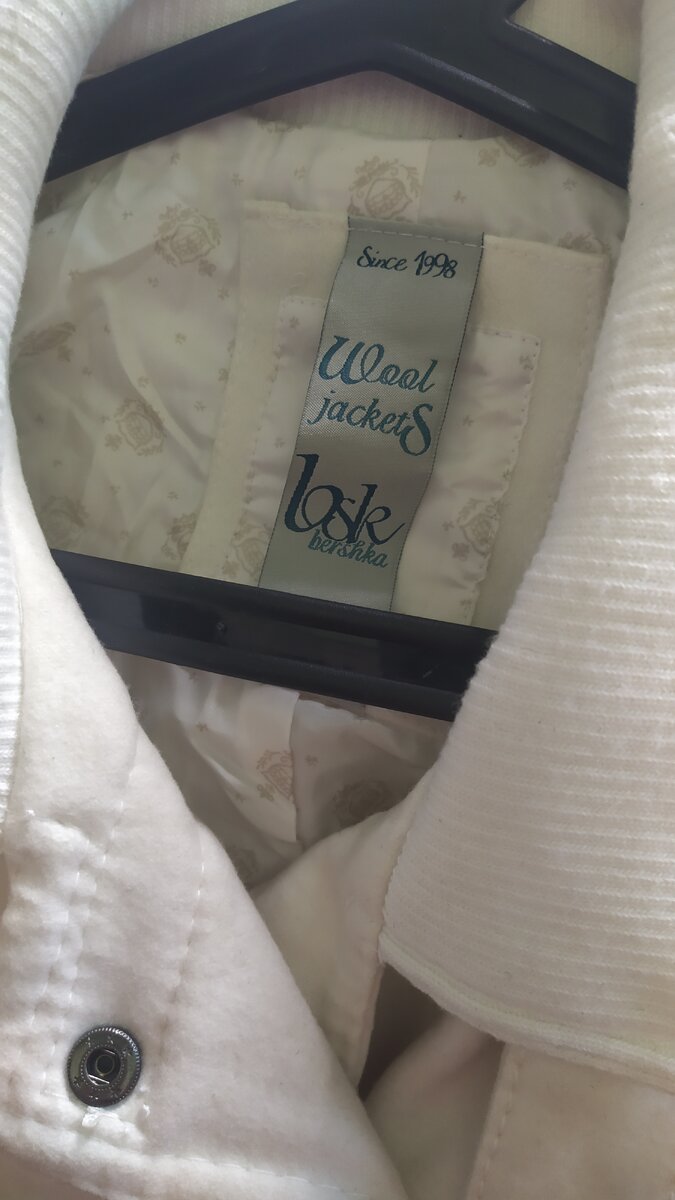 Since 1998
Wool
jacketS
bsk
bershka